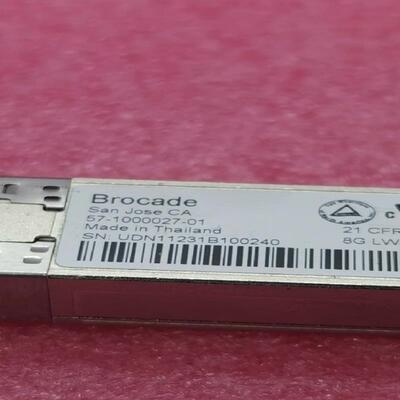 Brocade
San Jose CA
57-1000027-01
Made in Thailand
SN: UDN11231B100240
21 CFR
8G LW
c